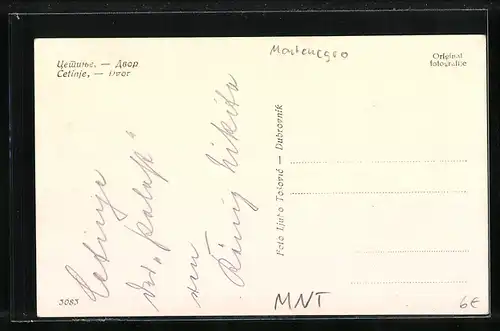 Цетиње. — Двор
Cetinje, — Dvor
Montenegro
Original
fotografije
Cetinje
der „Palast"
von
König Nikita
Foto Ljubo Tošović — Dubrovnik
3083
MNT
6€